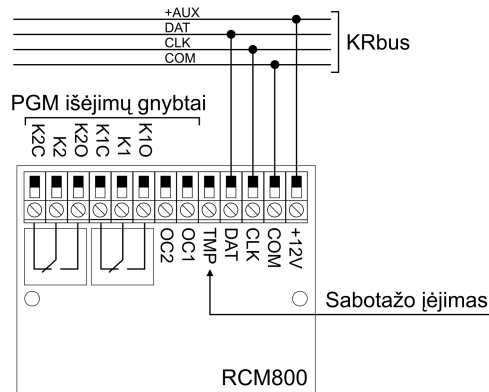 +AUX
DAT
CLK
COM
KRbus
PGM išėjimų gnybtai
K2C
K2
K2O
K1C
K1
K1O
OC2
OC1
TMP
DAT
CLK
COM
+12V
Sabotažo įėjimas
RCM800